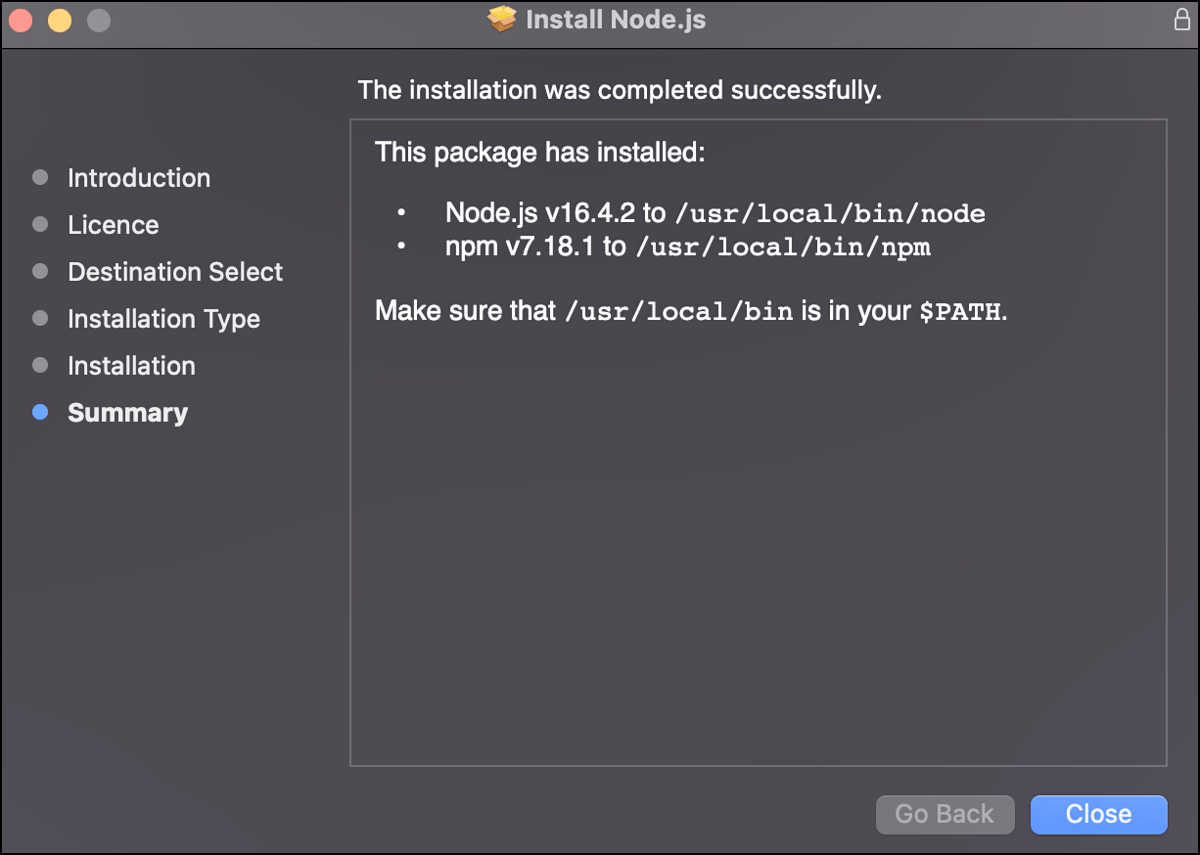 Install Node.js
The installation was completed successfully.
Introduction
Licence
Destination Select
Installation Type
Installation
Summary
This package has installed:
• Node.js v16.4.2 to /usr/local/bin/node
• npm v7.18.1 to /usr/local/bin/npm
Make sure that /usr/local/bin is in your $PATH.
Go Back
Close